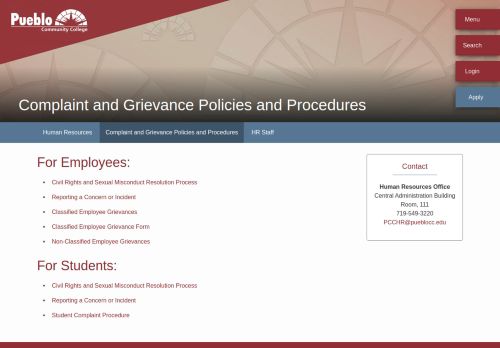 Pueblo
Community College
Menu
Search
Login
Apply
Complaint and Grievance Policies and Procedures
Human Resources
Complaint and Grievance Policies and Procedures
HR Staff
For Employees:
Civil Rights and Sexual Misconduct Resolution Process
Reporting a Concern or Incident
Classified Employee Grievances
Classified Employee Grievance Form
Non-Classified Employee Grievances
For Students:
Civil Rights and Sexual Misconduct Resolution Process
Reporting a Concern or Incident
Student Complaint Procedure
Contact
Human Resources Office
Central Administration Building
Room, 111
719-549-3220
PCCHR@pueblocc.edu